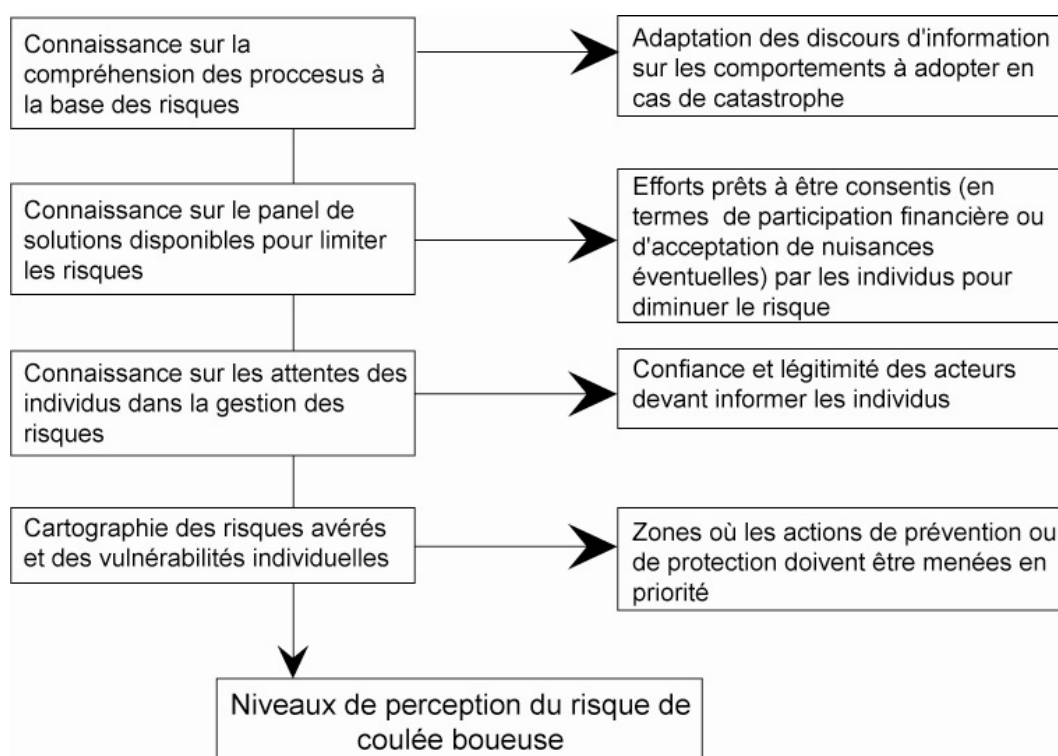 Connaissance sur la
compréhension des proccesus à
la base des risques
Adaptation des discours d'information
sur les comportements à adopter en
cas de catastrophe
Connaissance sur le panel de
solutions disponibles pour limiter
les risques
Efforts prêts à être consentis (en
termes de participation financière ou
d'acceptation de nuisances
éventuelles) par les individus pour
diminuer le risque
Connaissance sur les attentes des
individus dans la gestion des
risques
Confiance et légitimité des acteurs
devant informer les individus
Cartographie des risques avérés
et des vulnérabilités individuelles
Zones où les actions de prévention ou
de protection doivent être menées en
priorité
Niveaux de perception du risque de
coulée boueuse